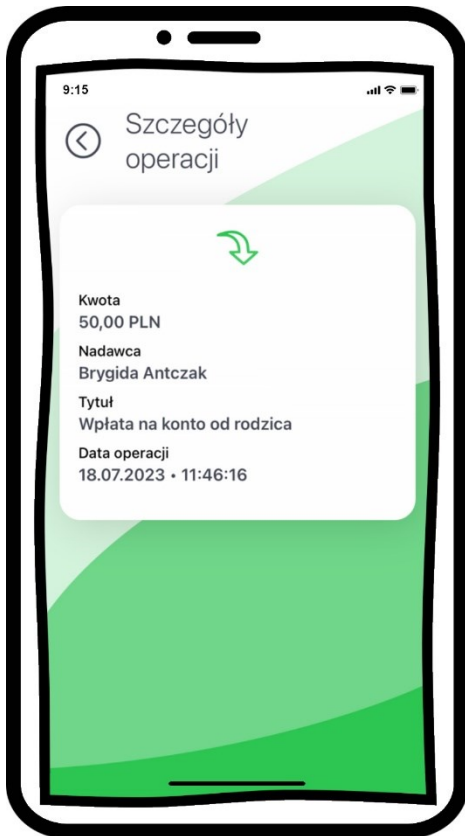 9:15
Szczegóły
operacji
Kwota
50,00 PLN
Nadawca
Brygida Antczak
Tytuł
Wpłata na konto od rodzica
Data operacji
18.07.2023 • 11:46:16